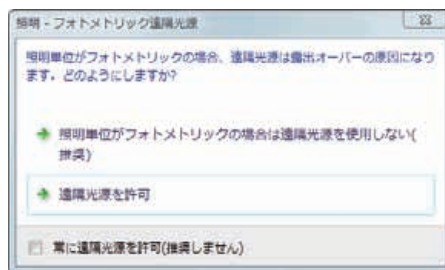 照明 - フォトメトリック遠隔光源
照明単位がフォトメトリックの場合、遠隔光源は露出オーバーの原因になり
ます。どのようにしますか?
照明単位がフォトメトリックの場合は遠隔光源を使用しない(
推奨)
遠隔光源を許可
常に遠隔光源を許可(推奨しません)